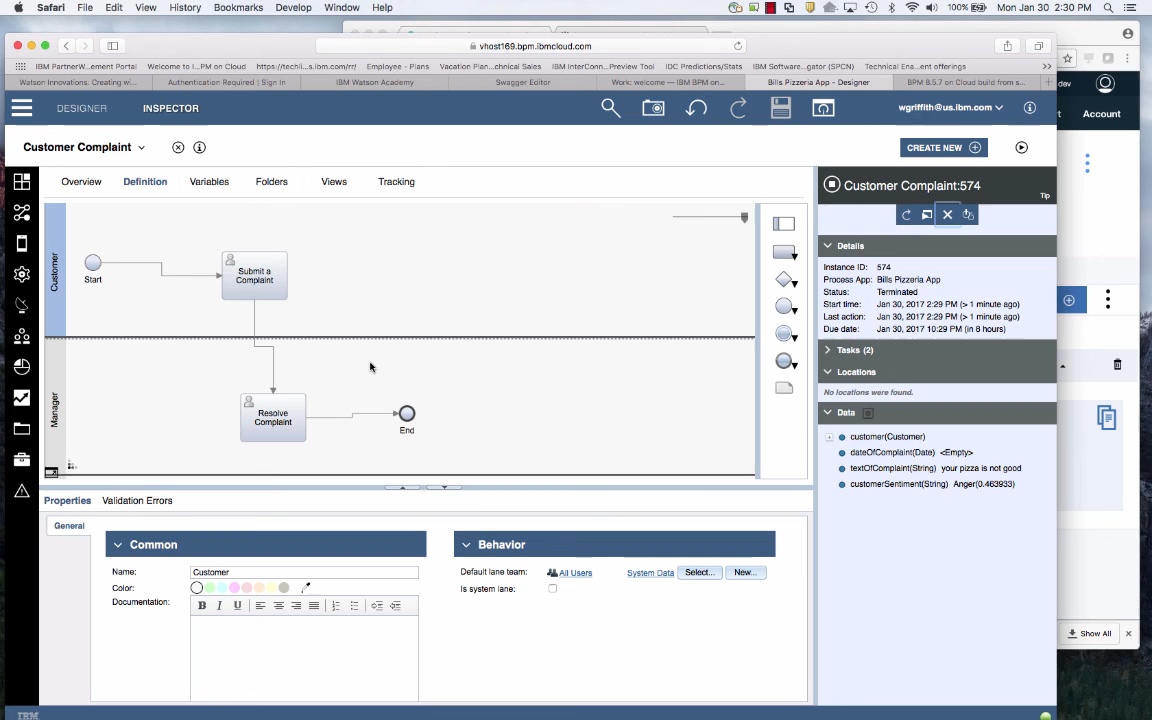 Safari File Edit View History Bookmarks Develop Window Help 100% Mon Jan 30 2:30 PM
vhost169.bpm.ibmcloud.com
IBM PartnerW...ement Portal Welcome to I...PM on Cloud https://techli...s.ibm.com/rr/ Employee - Plans Vacation Plan...chnical Sales IBM InterConn...Preview Tool IDC Predictions/Stats IBM Softwar...gator (SPCN) Technical Ena...ent offerings
Watson Innovations: Creating wi... Authentication Required | Sign In IBM Watson Academy Swagger Editor Work: welcome — IBM BPM on... Bills Pizzeria App - Designer BPM 8.5.7 on Cloud build from s...
dev
DESIGNER INSPECTOR wgriffith@us.ibm.com
t Account
Customer Complaint CREATE NEW
Overview Definition Variables Folders Views Tracking
Customer Complaint:574
Tip
Customer
Start
Submit a
Complaint
Details
Instance ID: 574
Process App: Bills Pizzeria App
Status: Terminated
Start time: Jan 30, 2017 2:29 PM (> 1 minute ago)
Last action: Jan 30, 2017 2:29 PM (> 1 minute ago)
Due date: Jan 30, 2017 10:29 PM (in 8 hours)
Tasks (2)
Locations
No locations were found.
Data
customer(Customer)
dateOfComplaint(Date) <Empty>
textOfComplaint(String) your pizza is not good
customerSentiment(String) Anger(0.463933)
Manager
Resolve
Complaint
End
Properties Validation Errors
General
Common
Name: Customer
Color:
Documentation:
B I U
Behavior
Default lane team: All Users System Data Select... New...
Is system lane:
Show All
IBM